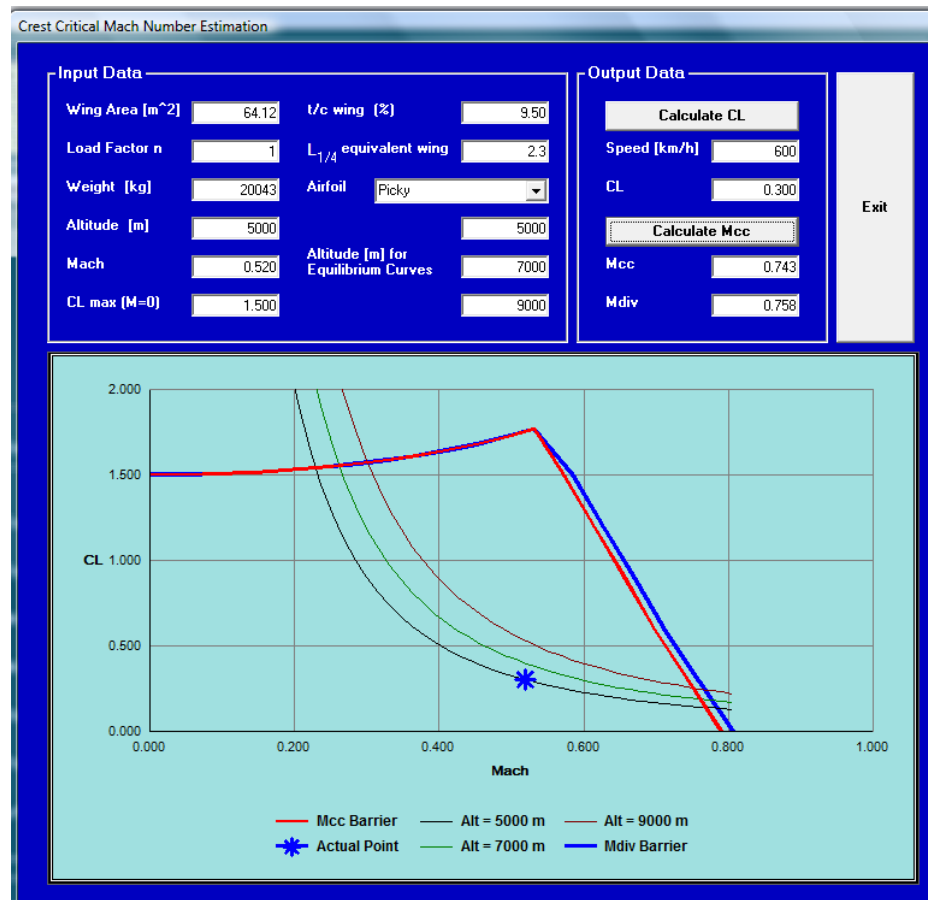 Crest Critical Mach Number Estimation
Input Data
Wing Area [m^2] 64.12
Load Factor n 1
Weight [kg] 20043
Altitude [m] 5000
Mach 0.520
CL max (M=0) 1.500
t/c wing (%) 9.50
L1/4 equivalent wing 2.3
Airfoil Picky
5000
Altitude [m] for
Equilibrium Curves 7000
9000
Output Data
Calculate CL
Speed [km/h] 600
CL 0.300
Calculate Mcc
Mcc 0.743
Mdiv 0.758
Exit
2.000
1.500
CL 1.000
0.500
0.000
0.000 0.200 0.400 0.600 0.800 1.000
Mach
Mcc Barrier Alt = 5000 m Alt = 9000 m
Actual Point Alt = 7000 m Mdiv Barrier